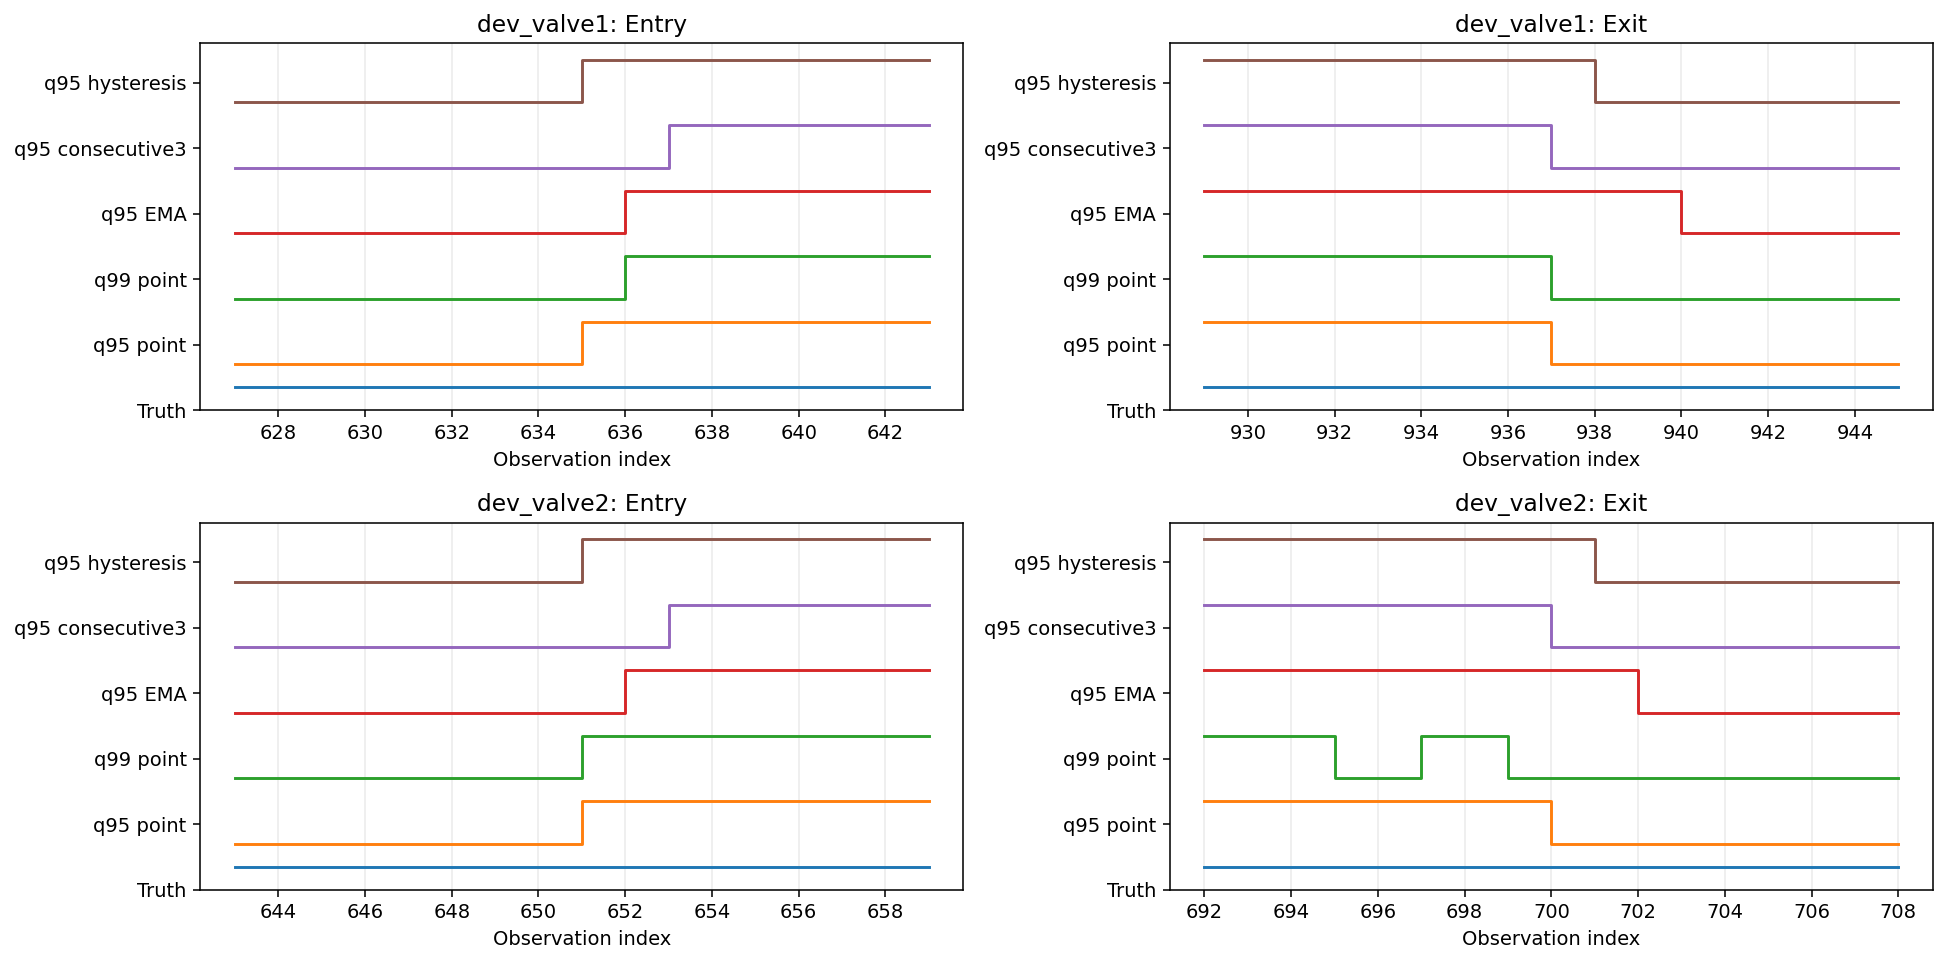 dev_valve1: Entry
q95 hysteresis
q95 consecutive3
q95 EMA
q99 point
q95 point
Truth
628 630 632 634 636 638 640 642
Observation index
dev_valve1: Exit
q95 hysteresis
q95 consecutive3
q95 EMA
q99 point
q95 point
Truth
930 932 934 936 938 940 942 944
Observation index
dev_valve2: Entry
q95 hysteresis
q95 consecutive3
q95 EMA
q99 point
q95 point
Truth
644 646 648 650 652 654 656 658
Observation index
dev_valve2: Exit
q95 hysteresis
q95 consecutive3
q95 EMA
q99 point
q95 point
Truth
692 694 696 698 700 702 704 706 708
Observation index